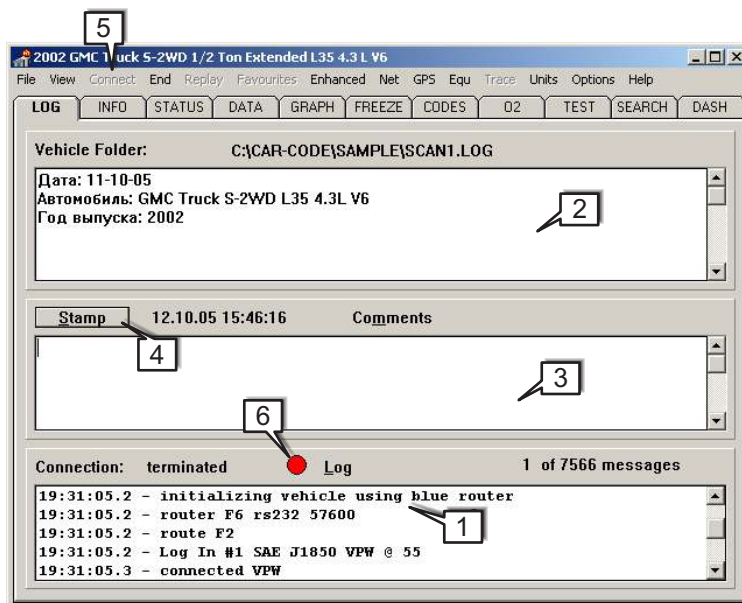 5
2002 GMC Truck S-2WD 1/2 Ton Extended L35 4.3 L V6
File View Connect End Replay Favourites Enhanced Net GPS Equ Trace Units Options Help
LOG INFO STATUS DATA GRAPH FREEZE CODES O2 TEST SEARCH DASH
Vehicle Folder: C:\CAR-CODE\SAMPLE\SCAN1.LOG
Дата: 11-10-05
Автомобиль: GMC Truck S-2WD L35 4.3L V6
Год выпуска: 2002
2
Stamp 12.10.05 15:46:16 Comments
4
3
6
Connection: terminated Log 1 of 7566 messages
19:31:05.2 - initializing vehicle using blue router
19:31:05.2 - router F6 rs232 57600
19:31:05.2 - route F2
19:31:05.2 - Log In #1 SAE J1850 VPW @ 55
19:31:05.3 - connected VPW
1